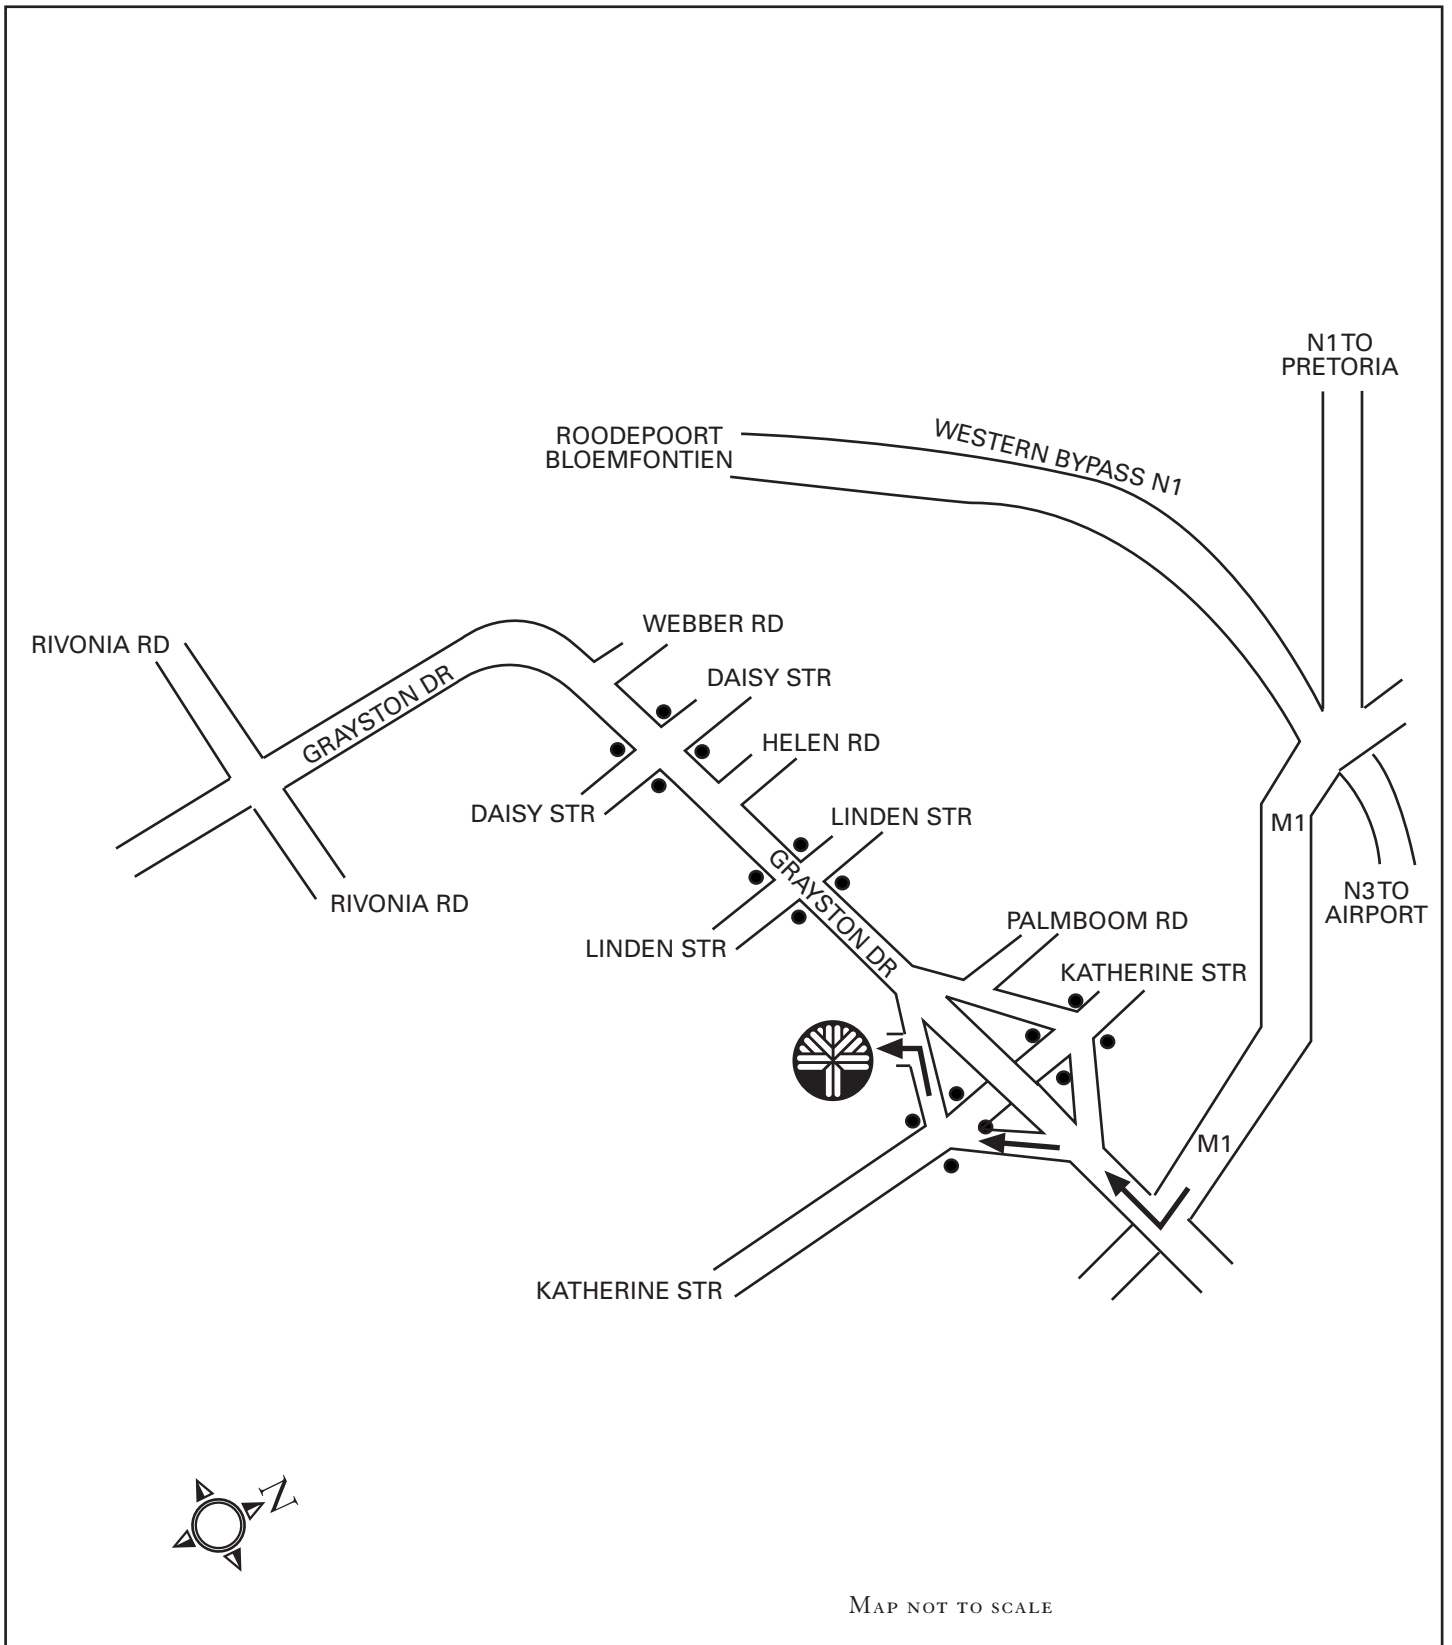 N1 TO
PRETORIA
ROODEPOORT
BLOEMFONTIEN
WESTERN BYPASS N1
WEBBER RD
RIVONIA RD
DAISY STR
GRAYSTON DR
HELEN RD
DAISY STR
LINDEN STR
M1
RIVONIA RD
N3 TO
AIRPORT
GRAYSTON DR
PALMBOOM RD
LINDEN STR
KATHERINE STR
M1
KATHERINE STR
N
MAP NOT TO SCALE